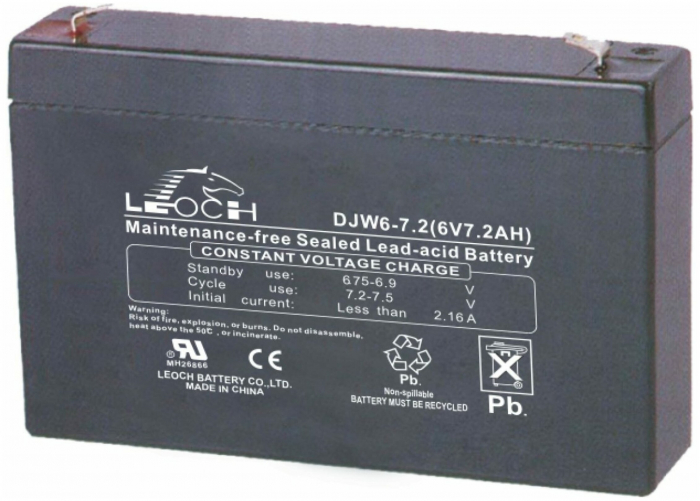 LEOCH
DJW6-7.2(6V7.2AH)
Maintenance-free Sealed Lead-acid Battery
CONSTANT VOLTAGE CHARGE
Standby use: 675-6.9 V
Cycle use: 7.2-7.5 V
Initial current: Less than 2.16A
Warning:
Risk of fire, explosion, or burns. Do not disassemble,
heat above the 50℃ , or incinerate.
MH26866
LEOCH BATTERY CO.,LTD.
MADE IN CHINA
Pb.
Non-spillable
BATTERY MUST BE RECYCLED
Pb.